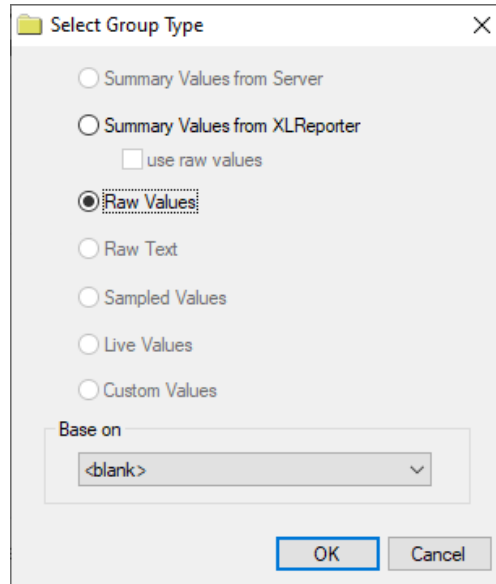 Select Group Type
Summary Values from Server
Summary Values from XLReporter
use raw values
Raw Values
Raw Text
Sampled Values
Live Values
Custom Values
Base on
<blank>
OK Cancel